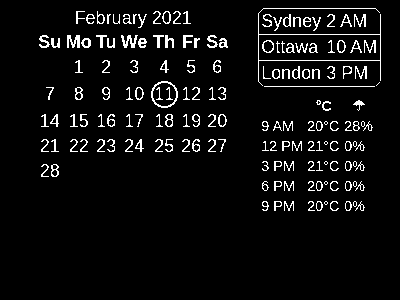 February 2021
Su Mo Tu We Th Fr Sa
1 2 3 4 5 6
7 8 9 10 11 12 13
14 15 16 17 18 19 20
21 22 23 24 25 26 27
28
Sydney 2 AM
Ottawa 10 AM
London 3 PM
°C ☂
9 AM 20°C 28%
12 PM 21°C 0%
3 PM 21°C 0%
6 PM 20°C 0%
9 PM 20°C 0%